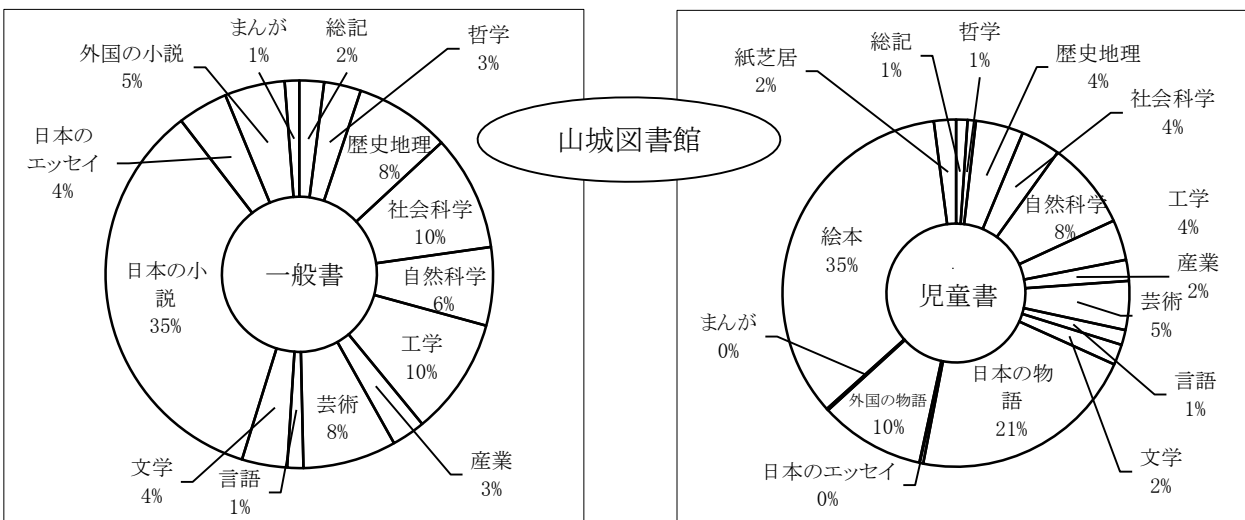 山城図書館
一般書
総記
2%
哲学
3%
歴史地理
8%
社会科学
10%
自然科学
6%
工学
10%
産業
3%
芸術
8%
言語
1%
文学
4%
日本の小
説
35%
日本の
エッセイ
4%
外国の小説
5%
まんが
1%
児童書
総記
1%
哲学
1%
歴史地理
4%
社会科学
4%
自然科学
8%
工学
4%
産業
2%
芸術
5%
言語
1%
文学
2%
日本の物
語
21%
日本のエッセイ
0%
外国の物語
10%
まんが
0%
絵本
35%
紙芝居
2%